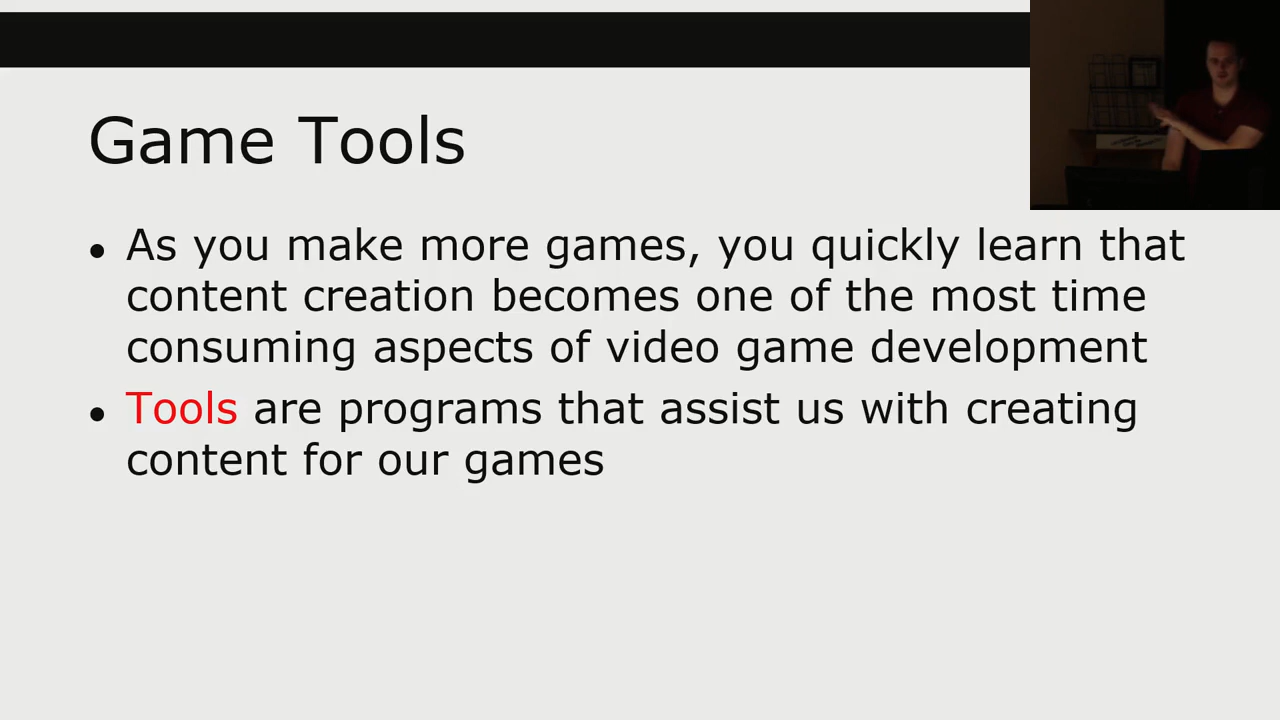 Game Tools
• As you make more games, you quickly learn that
content creation becomes one of the most time
consuming aspects of video game development
• Tools are programs that assist us with creating
content for our games